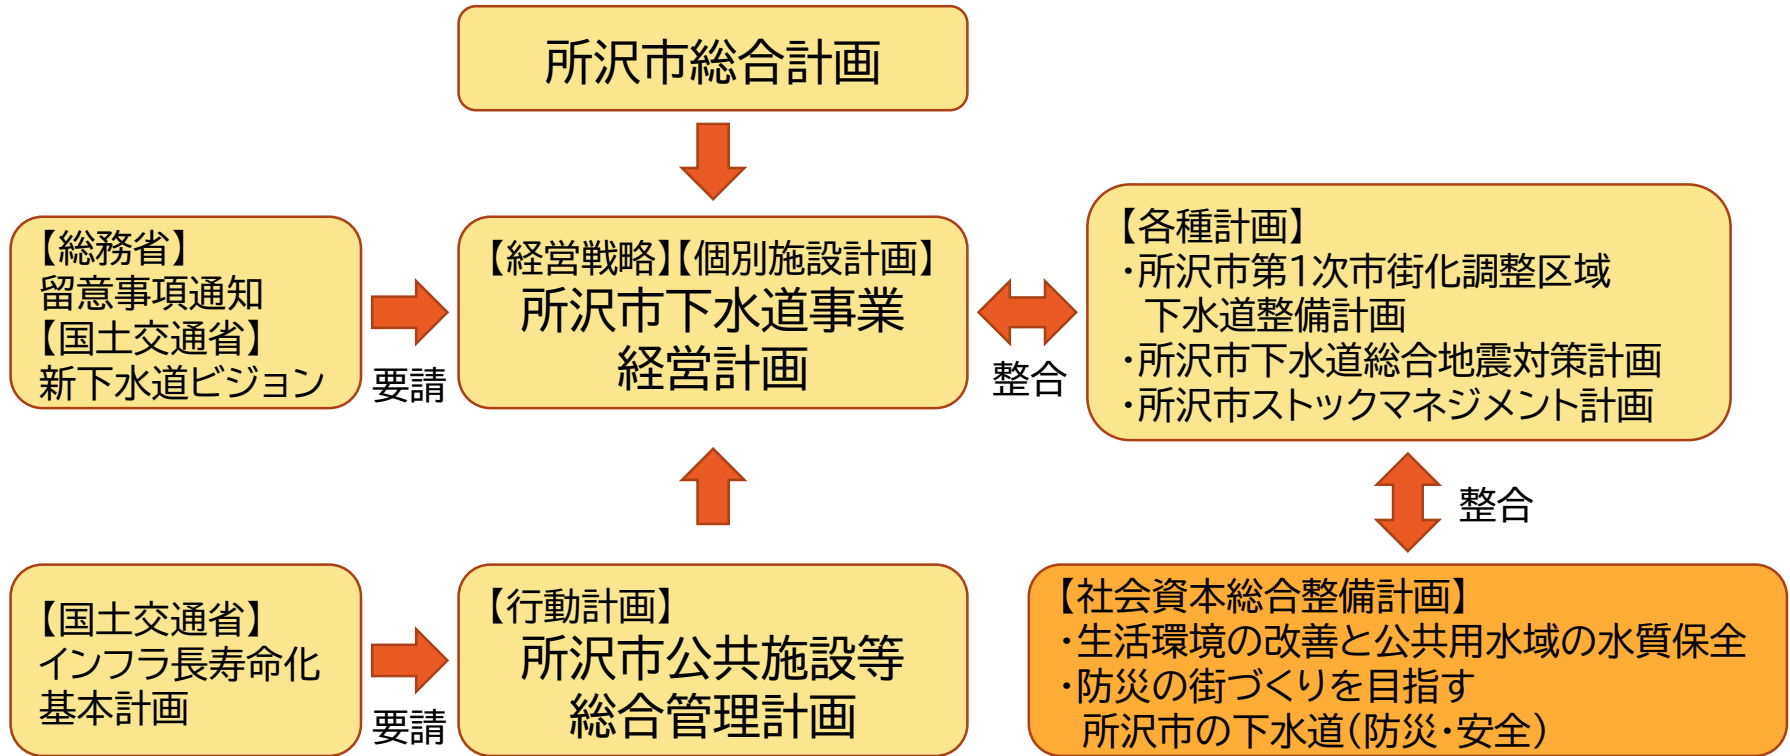 所沢市総合計画
【総務省】
留意事項通知
【国土交通省】
新下水道ビジョン
要請
【経営戦略】【個別施設計画】
所沢市下水道事業
経営計画
整合
【各種計画】
・所沢市第1次市街化調整区域
下水道整備計画
・所沢市下水道総合地震対策計画
・所沢市ストックマネジメント計画
整合
【国土交通省】
インフラ長寿命化
基本計画
要請
【行動計画】
所沢市公共施設等
総合管理計画
【社会資本総合整備計画】
・生活環境の改善と公共用水域の水質保全
・防災の街づくりを目指す
所沢市の下水道(防災・安全)